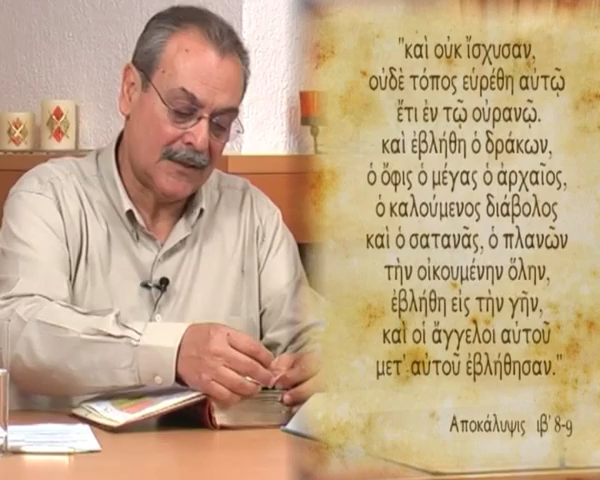 "καὶ οὐκ ἴσχυσαν,
οὐδὲ τόπος εὑρέθη αὐτῷ
ἔτι ἐν τῷ οὐρανῷ.
καὶ ἐβλήθη ὁ δράκων,
ὁ ὄφις ὁ μέγας ὁ ἀρχαῖος,
ὁ καλούμενος διάβολος
καὶ ὁ σατανᾶς, ὁ πλανῶν
τὴν οἰκουμένην ὅλην,
ἐβλήθη εἰς τὴν γῆν,
καὶ οἱ ἄγγελοι αὐτοῦ
μετ' αὐτοῦ ἐβλήθησαν."
Αποκάλυψις ιβ' 8-9